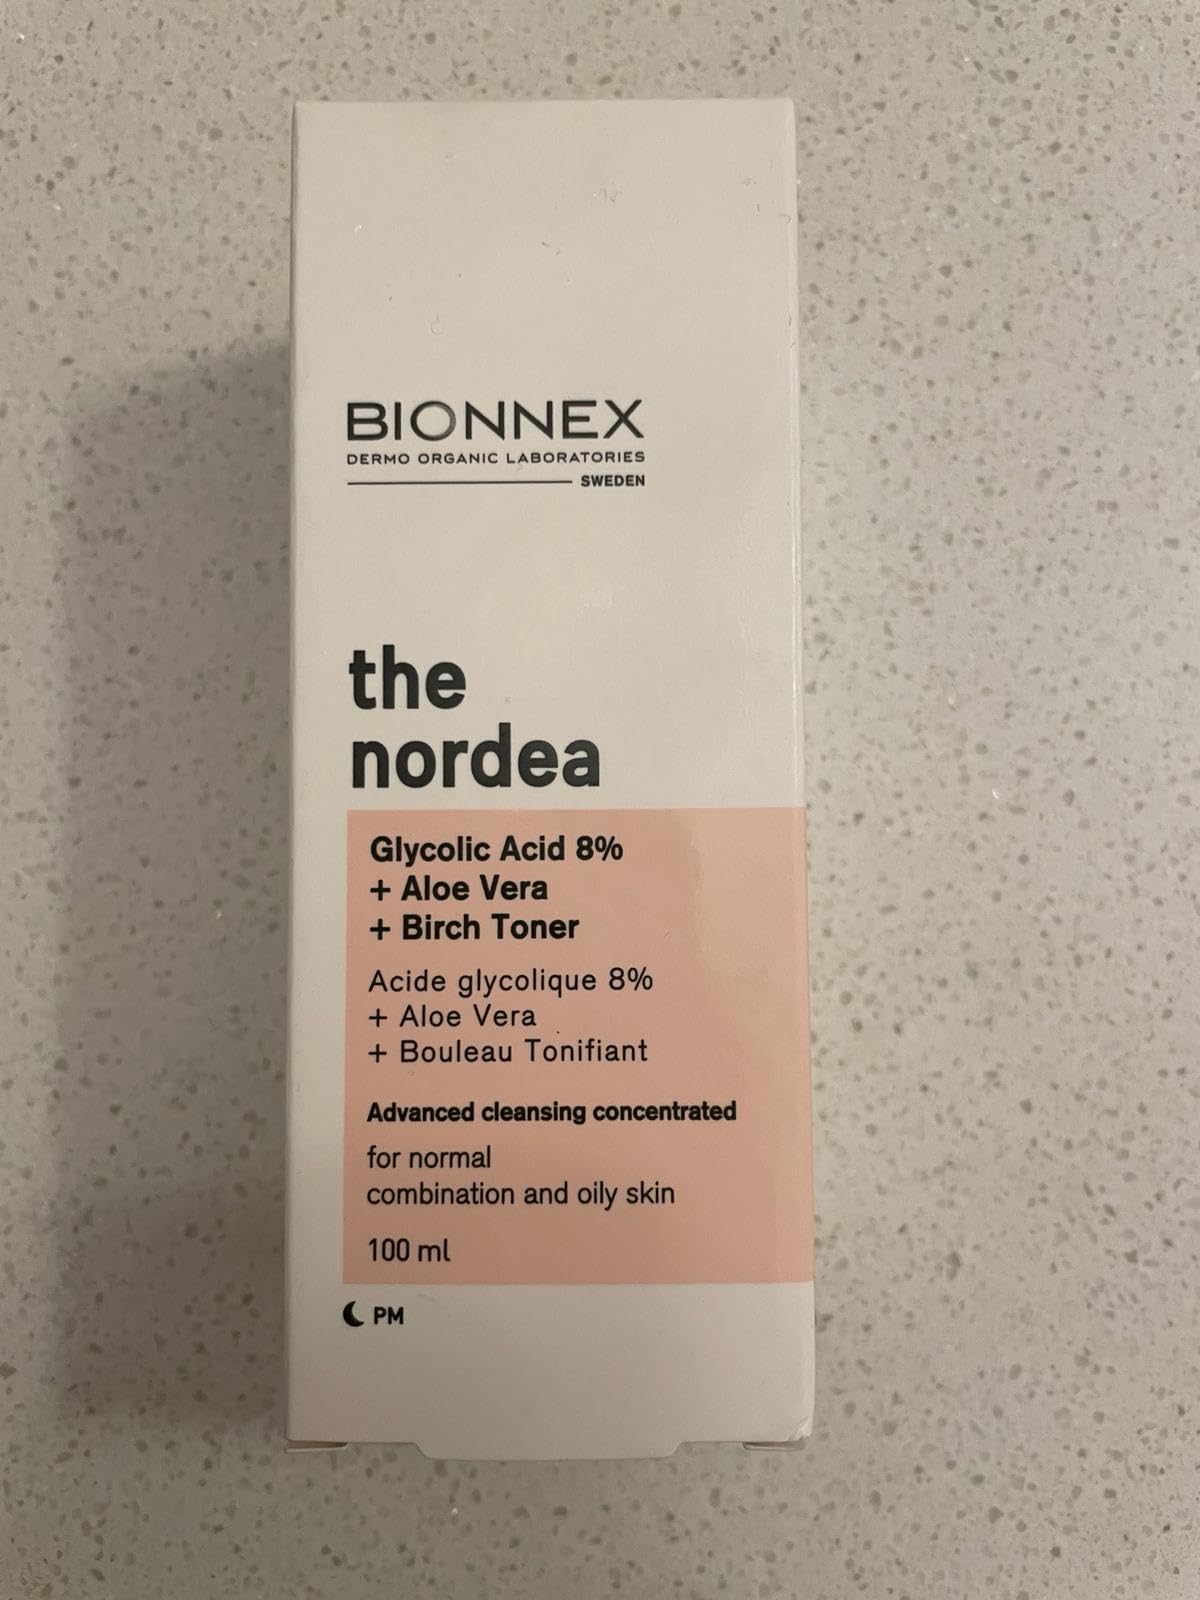 BIONNEX
DERMO ORGANIC LABORATORIES
SWEDEN
the
nordea
Glycolic Acid 8%
+ Aloe Vera
+ Birch Toner
Acide glycolique 8%
+ Aloe Vera
+ Bouleau Tonifiant
Advanced cleansing concentrated
for normal
combination and oily skin
100 ml
PM